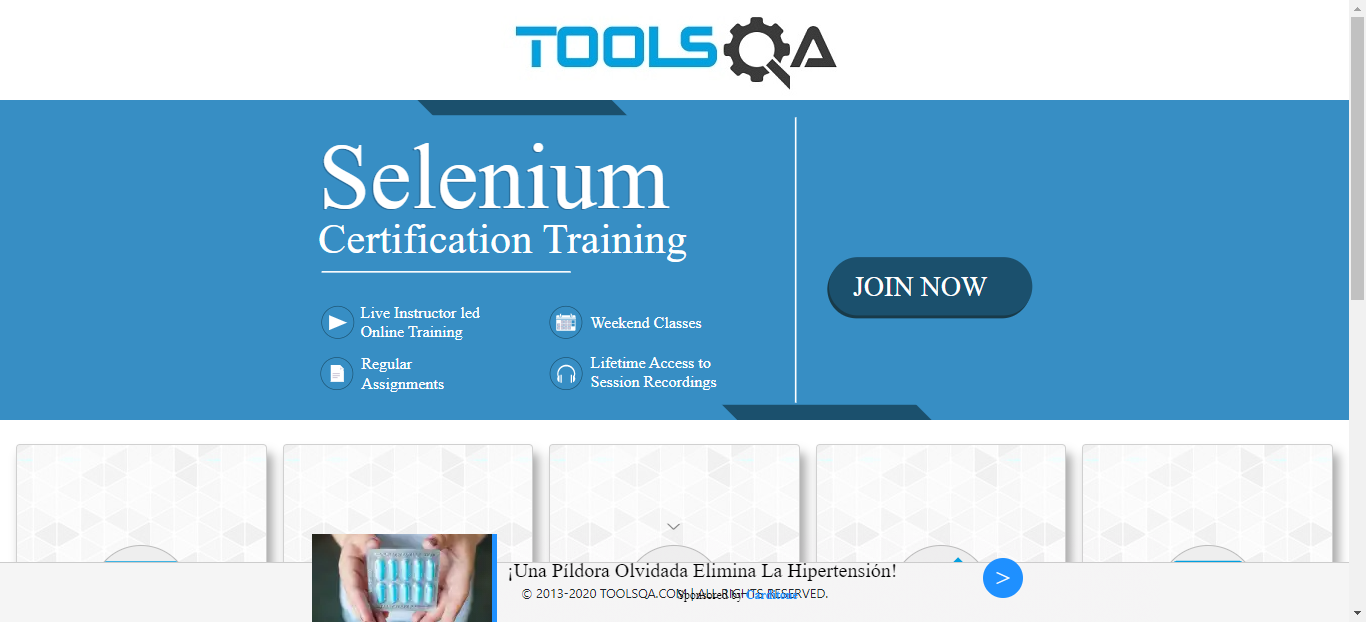 TOOLSQA
Selenium
Certification Training
Live Instructor led
Online Training
Weekend Classes
Regular
Assignments
Lifetime Access to
Session Recordings
JOIN NOW
¡Una Píldora Olvidada Elimina La Hipertensión!
© 2013-2020 TOOLSQA.COM | ALL RIGHTS RESERVED.
Sponsored by